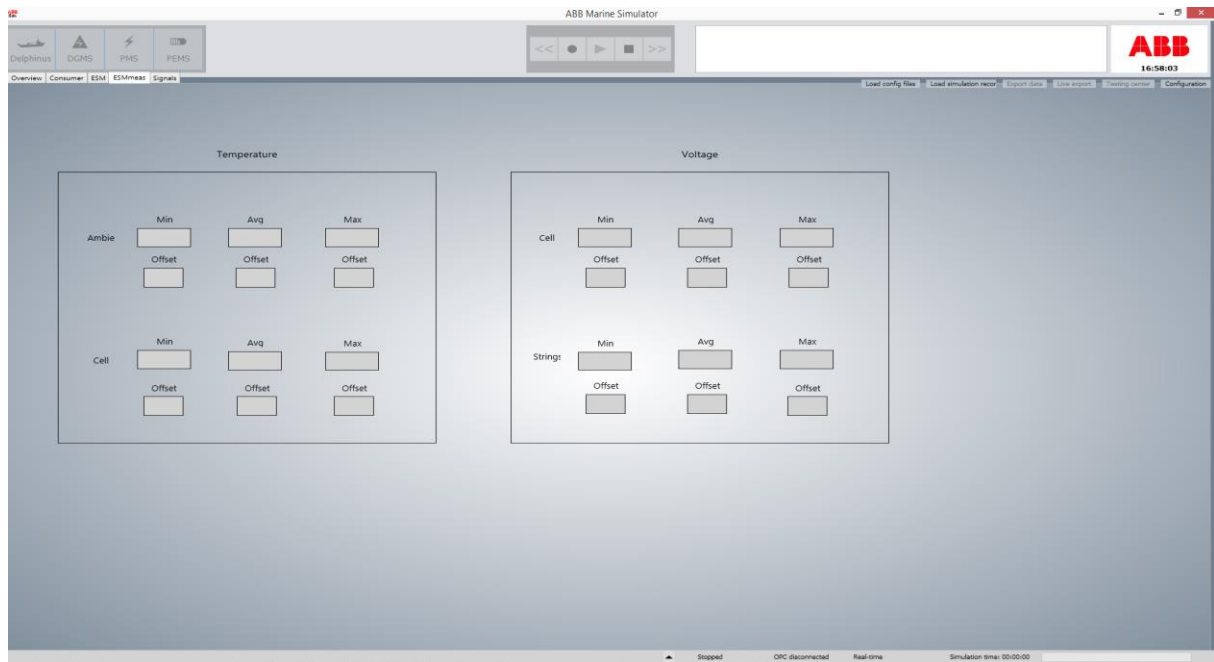 ABB Marine Simulator
Delphinus DGMS PMS PEMS
<< >>
ABB
16:58:03
Overview Consumer ESM ESMmeas Signals
Load config files Load simulation recor Export data Live export Testing center Configuration
Temperature
Min Avg Max
Ambie
Offset Offset Offset
Min Avg Max
Cell
Offset Offset Offset
Voltage
Min Avg Max
Cell
Offset Offset Offset
Min Avg Max
Strings
Offset Offset Offset
Stopped OPC disconnected Real-time Simulation time: 00:00:00